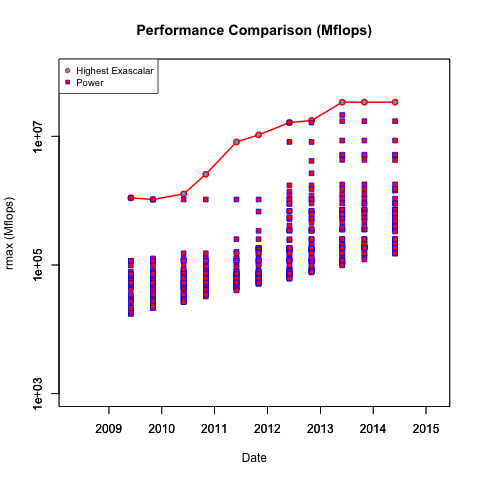 Performance Comparison (Mflops)
Highest Exascalar
Power
1e+07
1e+05
1e+03
rmax (Mflops)
2009 2010 2011 2012 2013 2014 2015
Date